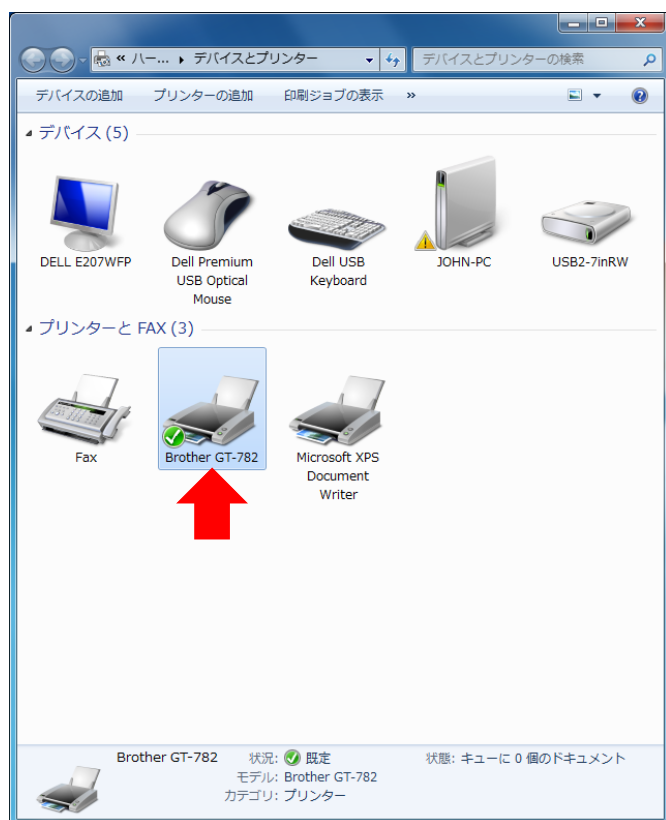 « ハー... ▸ デバイスとプリンター
デバイスとプリンターの検索
デバイスの追加 プリンターの追加 印刷ジョブの表示 »
デバイス (5)
DELL E207WFP
Dell Premium
USB Optical
Mouse
Dell USB
Keyboard
JOHN-PC
USB2-7inRW
プリンターと FAX (3)
Fax
Brother GT-782
Microsoft XPS
Document
Writer
Brother GT-782 状況: 既定 状態: キューに 0 個のドキュメント
モデル: Brother GT-782
カテゴリ: プリンター